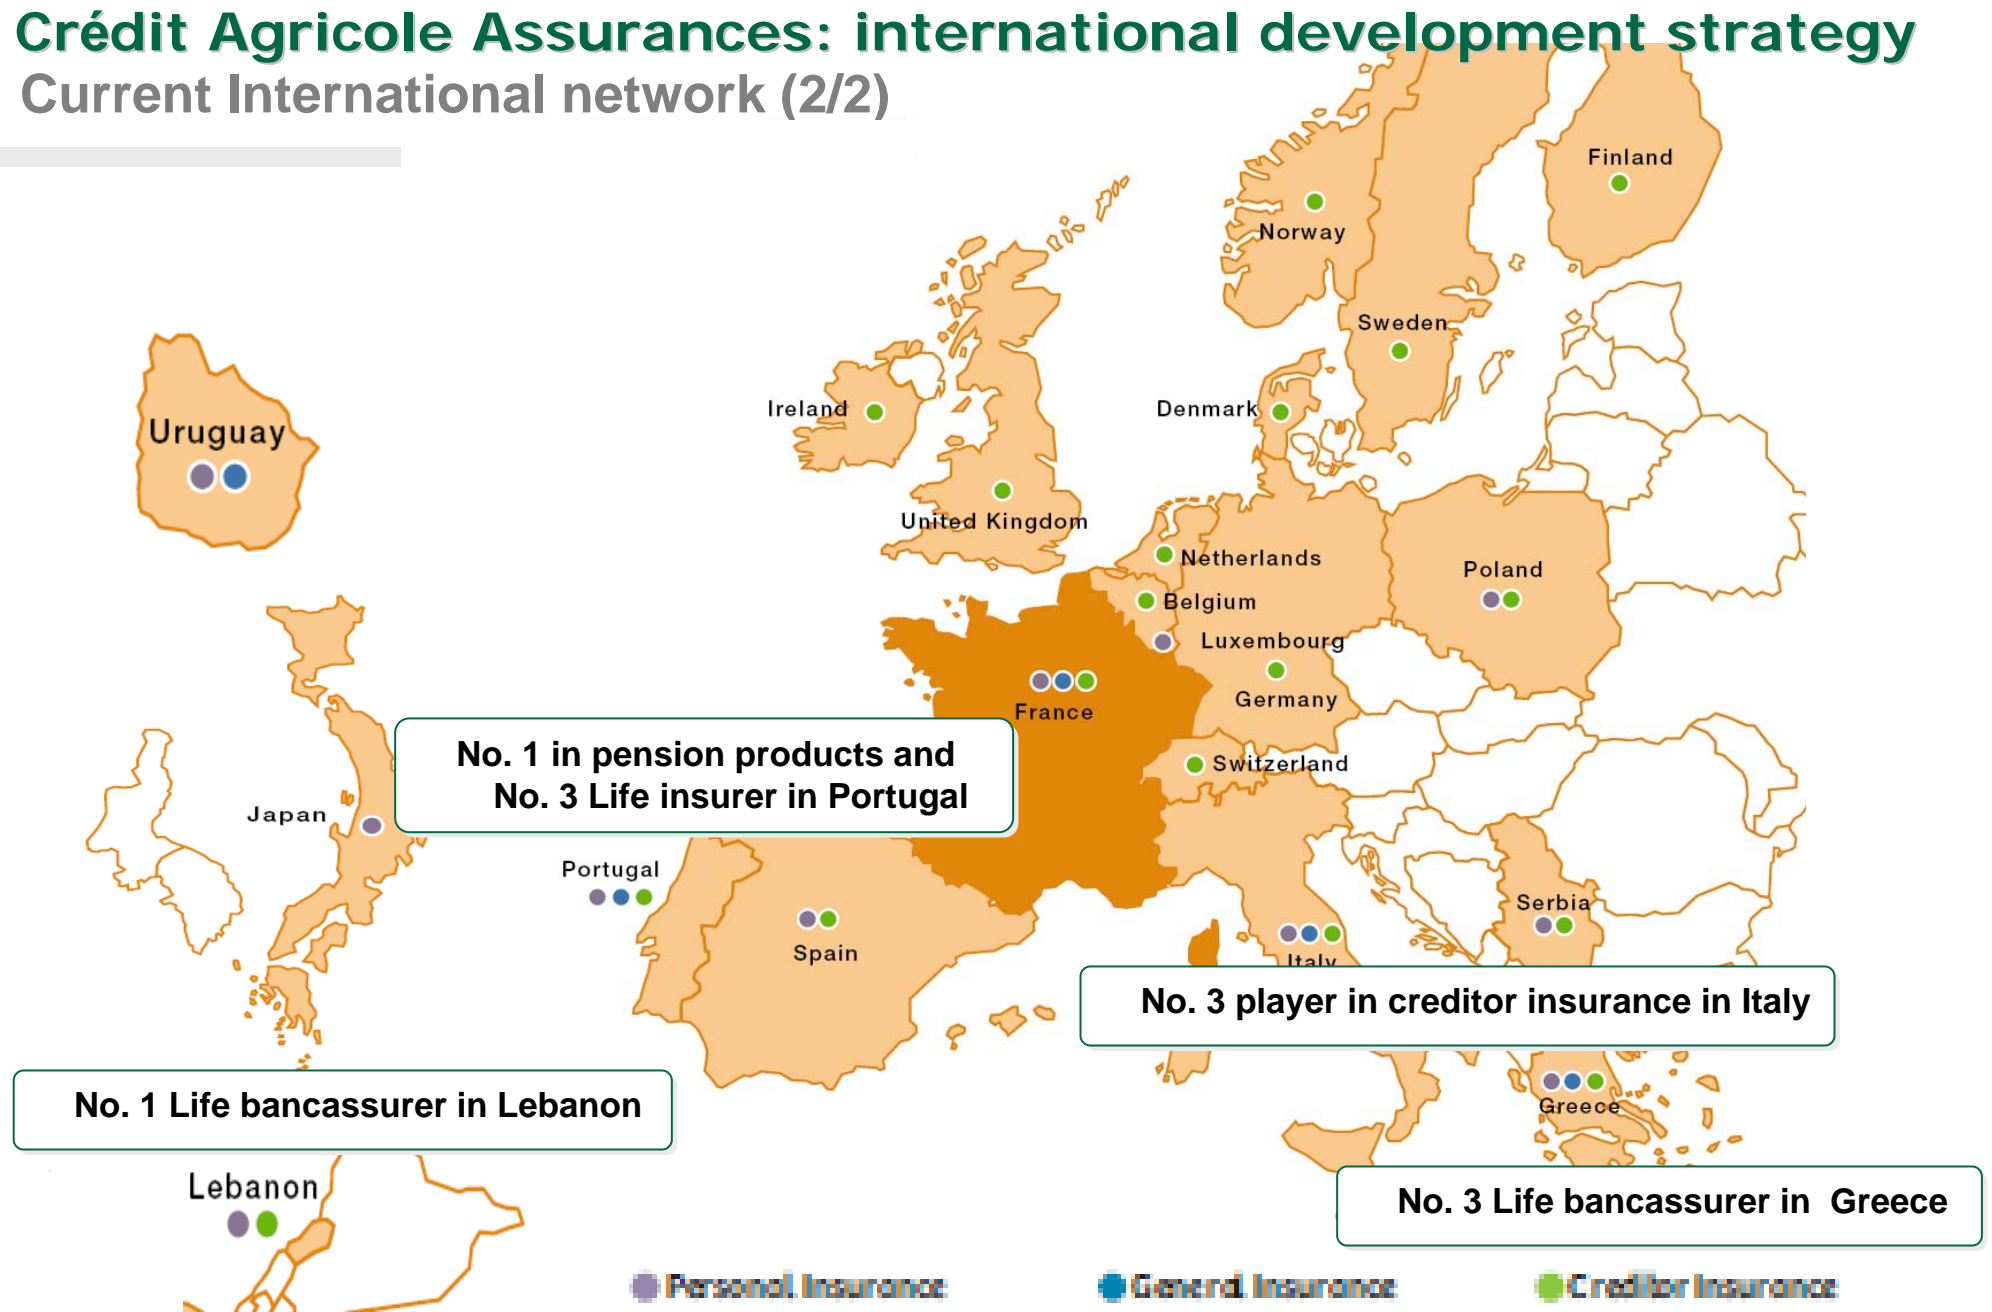 Crédit Agricole Assurances: international development strategy
Current International network (2/2)
Finland
Norway
Sweden
Ireland
Denmark
Uruguay
United Kingdom
Netherlands
Poland
Belgium
Luxembourg
Germany
France
No. 1 in pension products and
No. 3 Life insurer in Portugal
Switzerland
Japan
Portugal
Spain
Serbia
Italy
No. 3 player in creditor insurance in Italy
No. 1 Life bancassurer in Lebanon
Greece
Lebanon
No. 3 Life bancassurer in Greece
Personal Insurance
General Insurance
Creditor Insurance